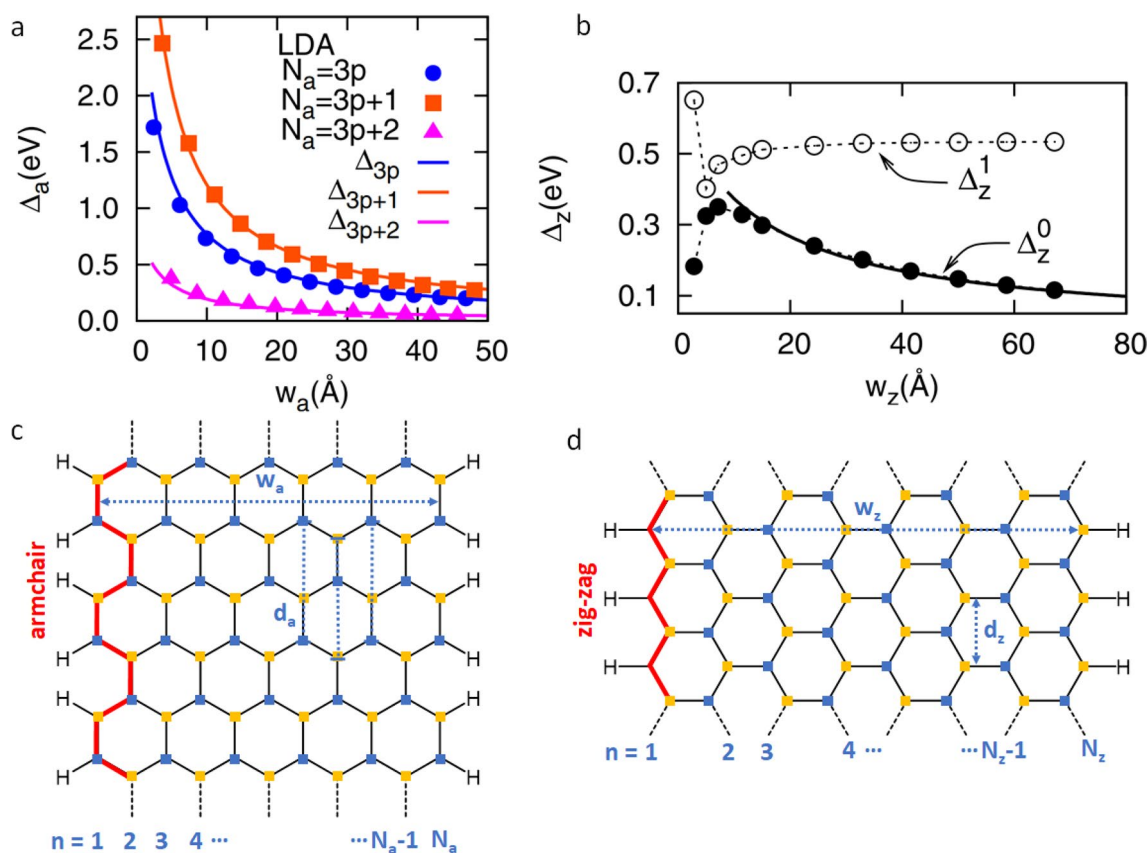 a
2.5
2.0
1.5
1.0
0.5
0.0
Δa(eV)
LDA
Na=3p
Na=3p+1
Na=3p+2
Δ3p
Δ3p+1
Δ3p+2
0 10 20 30 40 50
wa(Å)
b
0.7
0.5
0.3
0.1
Δz(eV)
Δz1
Δz0
0 20 40 60 80
wz(Å)
c
H H
wa
H H
armchair
H H
da
H H
H H
H H
n = 1 2 3 4 ··· ···Na-1 Na
d
wz
H H
zig-zag
H H
dz
H H
n = 1 2 3 4 ··· ···Nz-1 Nz